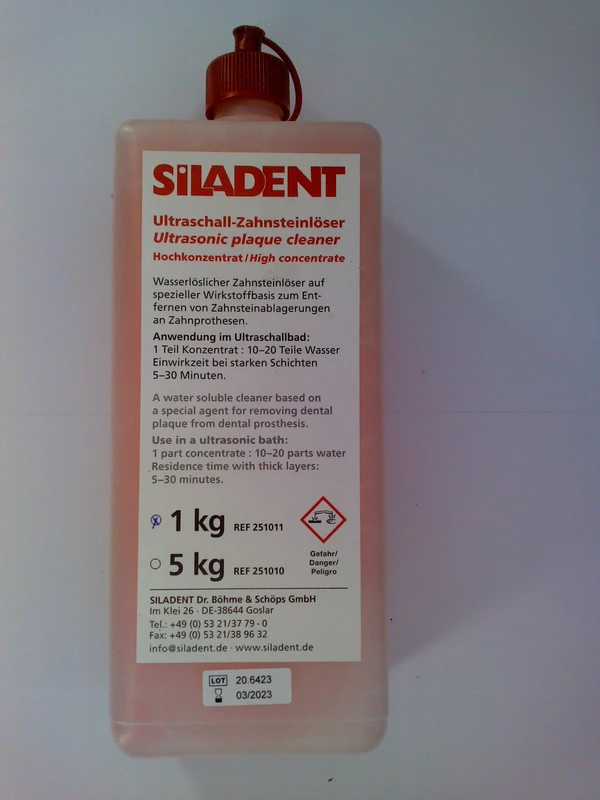 SiLADENT
Ultraschall-Zahnsteinlöser
Ultrasonic plaque cleaner
Hochkonzentrat/High concentrate
Wasserlöslicher Zahnsteinlöser auf
spezieller Wirkstoffbasis zum Ent-
fernen von Zahnsteinablagerungen
an Zahnprothesen.
Anwendung im Ultraschallbad:
1 Teil Konzentrat : 10–20 Teile Wasser
Einwirkzeit bei starken Schichten
5–30 Minuten.
A water soluble cleaner based on
a special agent for removing dental
plaque from dental prosthesis.
Use in a ultrasonic bath:
1 part concentrate : 10–20 parts water
Residence time with thick layers:
5–30 minutes.
1 kg REF 251011
5 kg REF 251010
Gefahr/
Danger/
Peligro
SILADENT Dr. Böhme & Schöps GmbH
Im Klei 26 · DE-38644 Goslar
Tel.: +49 (0) 53 21/37 79 - 0
Fax: +49 (0) 53 21/38 96 32
info@siladent.de · www.siladent.de
LOT 20.6423
03/2023